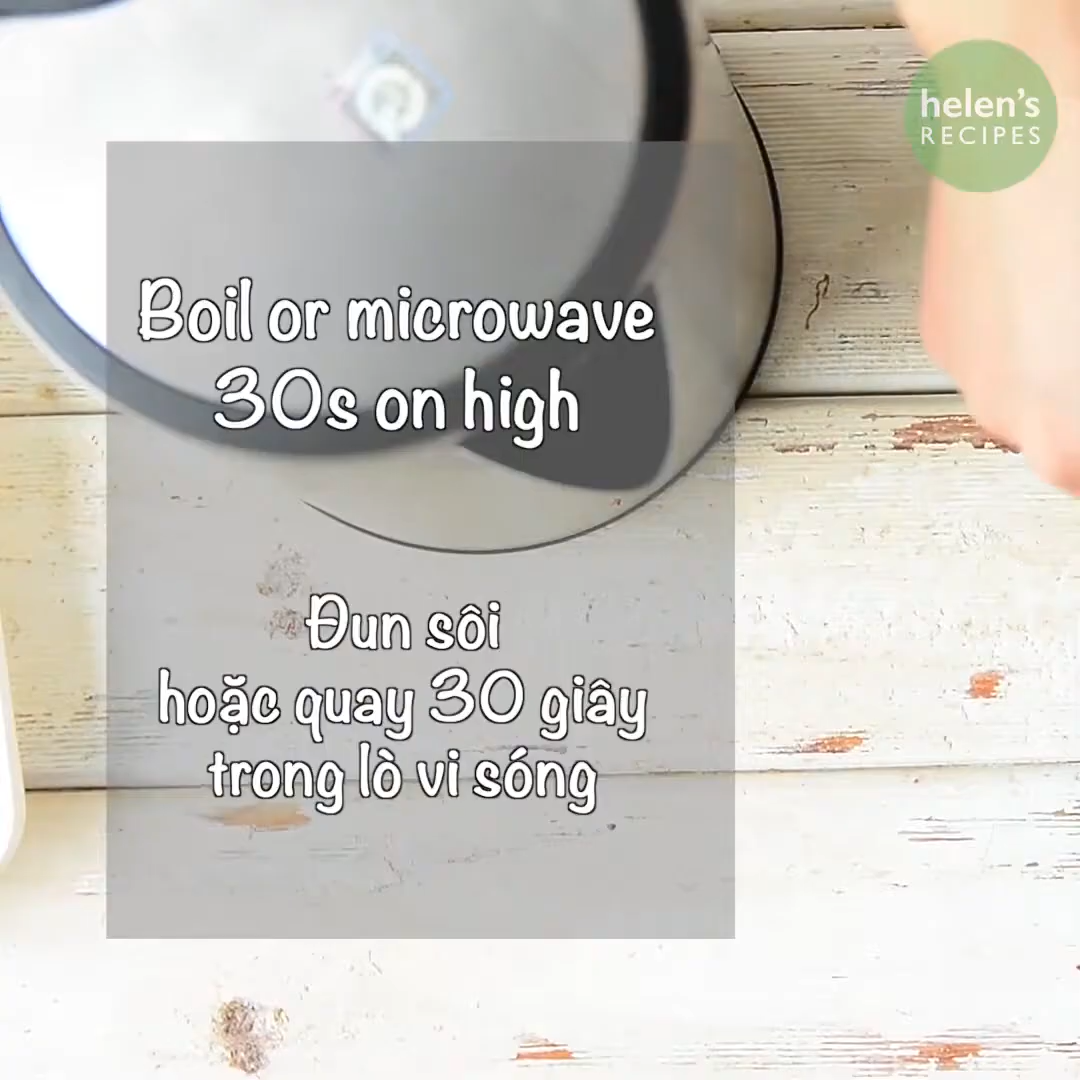 helen's
RECIPES
Boil or microwave
30s on high
Đun sôi
hoặc quay 30 giây
trong lò vi sóng